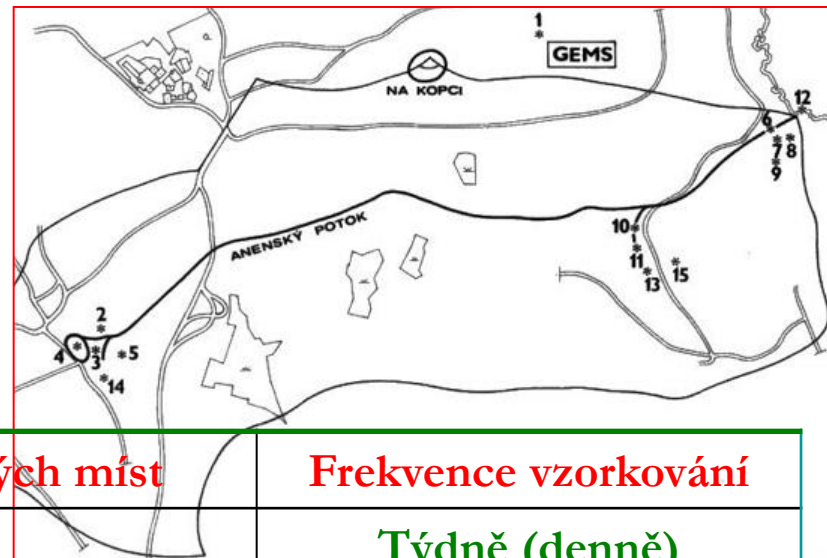 1
GEMS
NA KOPCI
12
6
7 8
9
ANENSKÝ POTOK
10
11
13 15
2
4 3 5
14
ých míst
Frekvence vzorkování
Týdně (denně)